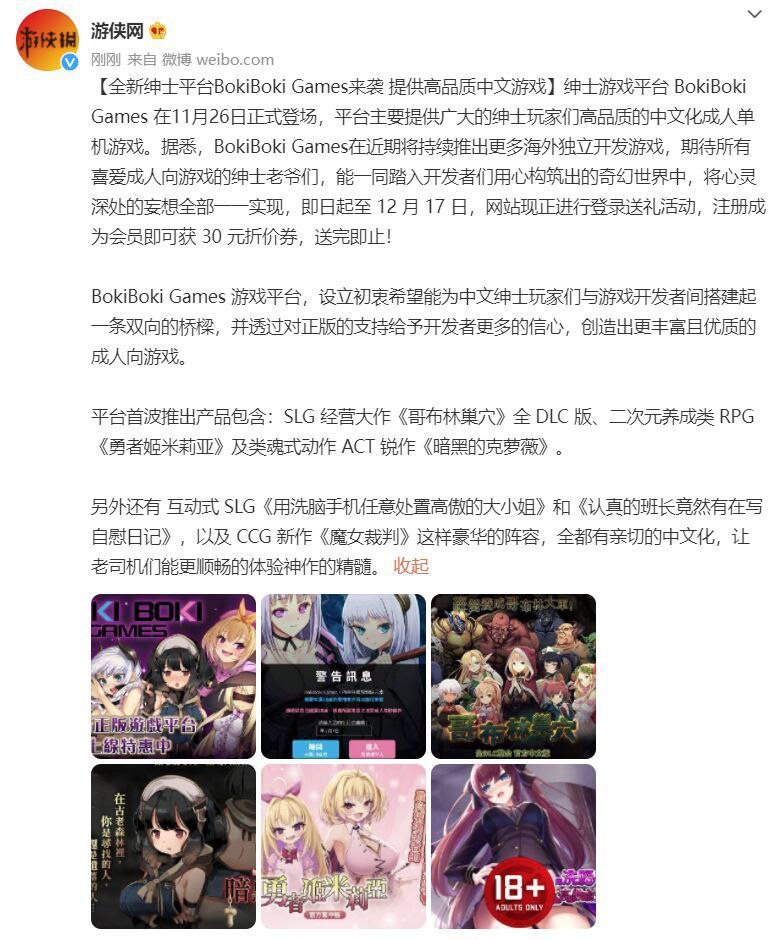 游侠网
游侠网
刚刚 来自 微博 weibo.com
【全新绅士平台BokiBoki Games来袭 提供高品质中文游戏】绅士游戏平台 BokiBoki
Games 在11月26日正式登场，平台主要提供广大的绅士玩家们高品质的中文化成人单
机游戏。据悉，BokiBoki Games在近期将持续推出更多海外独立开发游戏，期待所有
喜爱成人向游戏的绅士老爷们，能一同踏入开发者们用心构筑出的奇幻世界中，将心灵
深处的妄想全部一一实现，即日起至 12 月 17 日，网站现正进行登录送礼活动，注册成
为会员即可获 30 元折价券，送完即止！
BokiBoki Games 游戏平台，设立初衷希望能为中文绅士玩家们与游戏开发者间搭建起
一条双向的桥樑，并透过对正版的支持给予开发者更多的信心，创造出更丰富且优质的
成人向游戏。
平台首波推出产品包含：SLG 经营大作《哥布林巢穴》全 DLC 版、二次元养成类 RPG
《勇者姬米莉亚》及类魂式动作 ACT 锐作《暗黑的克萝薇》。
另外还有 互动式 SLG《用洗脑手机任意处置高傲的大小姐》和《认真的班长竟然有在写
自慰日记》，以及 CCG 新作《魔女裁判》这样豪华的阵容，全都有亲切的中文化，让
老司机们能更顺畅的体验神作的精髓。 收起
KI BOKI
GAMES
正版遊戲平台
上線特惠中
警告訊息
離開
進入
哥布林巢穴
在古老森林裡，
你是尋找的人，
暗
勇者姬米莉亞
官方繁中版
18+
ADULTS ONLY